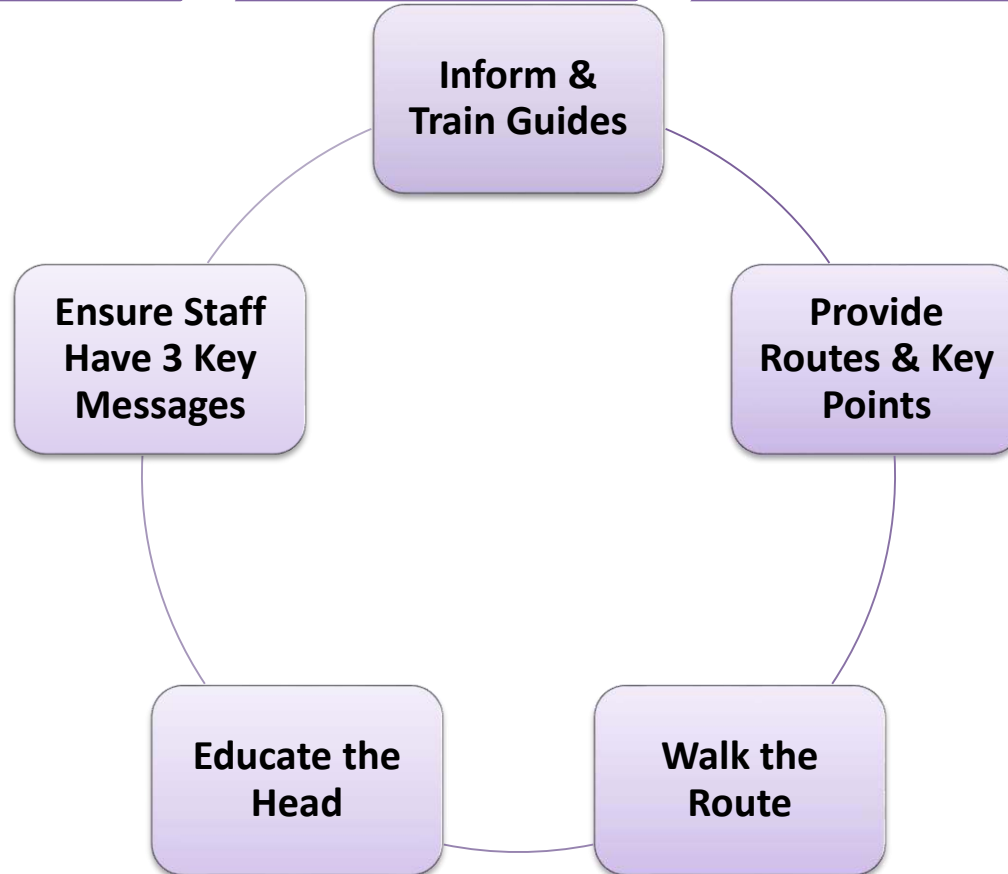 Inform &
Train Guides
Provide
Routes & Key
Points
Walk the
Route
Educate the
Head
Ensure Staff
Have 3 Key
Messages